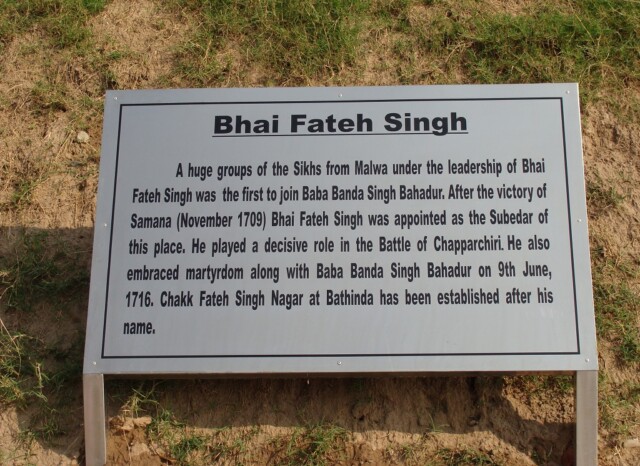 Bhai Fateh Singh
A huge groups of the Sikhs from Malwa under the leadership of Bhai
Fateh Singh was the first to join Baba Banda Singh Bahadur. After the victory of
Samana (November 1709) Bhai Fateh Singh was appointed as the Subedar of
this place. He played a decisive role in the Battle of Chapparchiri. He also
embraced martyrdom along with Baba Banda Singh Bahadur on 9th June,
1716. Chakk Fateh Singh Nagar at Bathinda has been established after his
name.